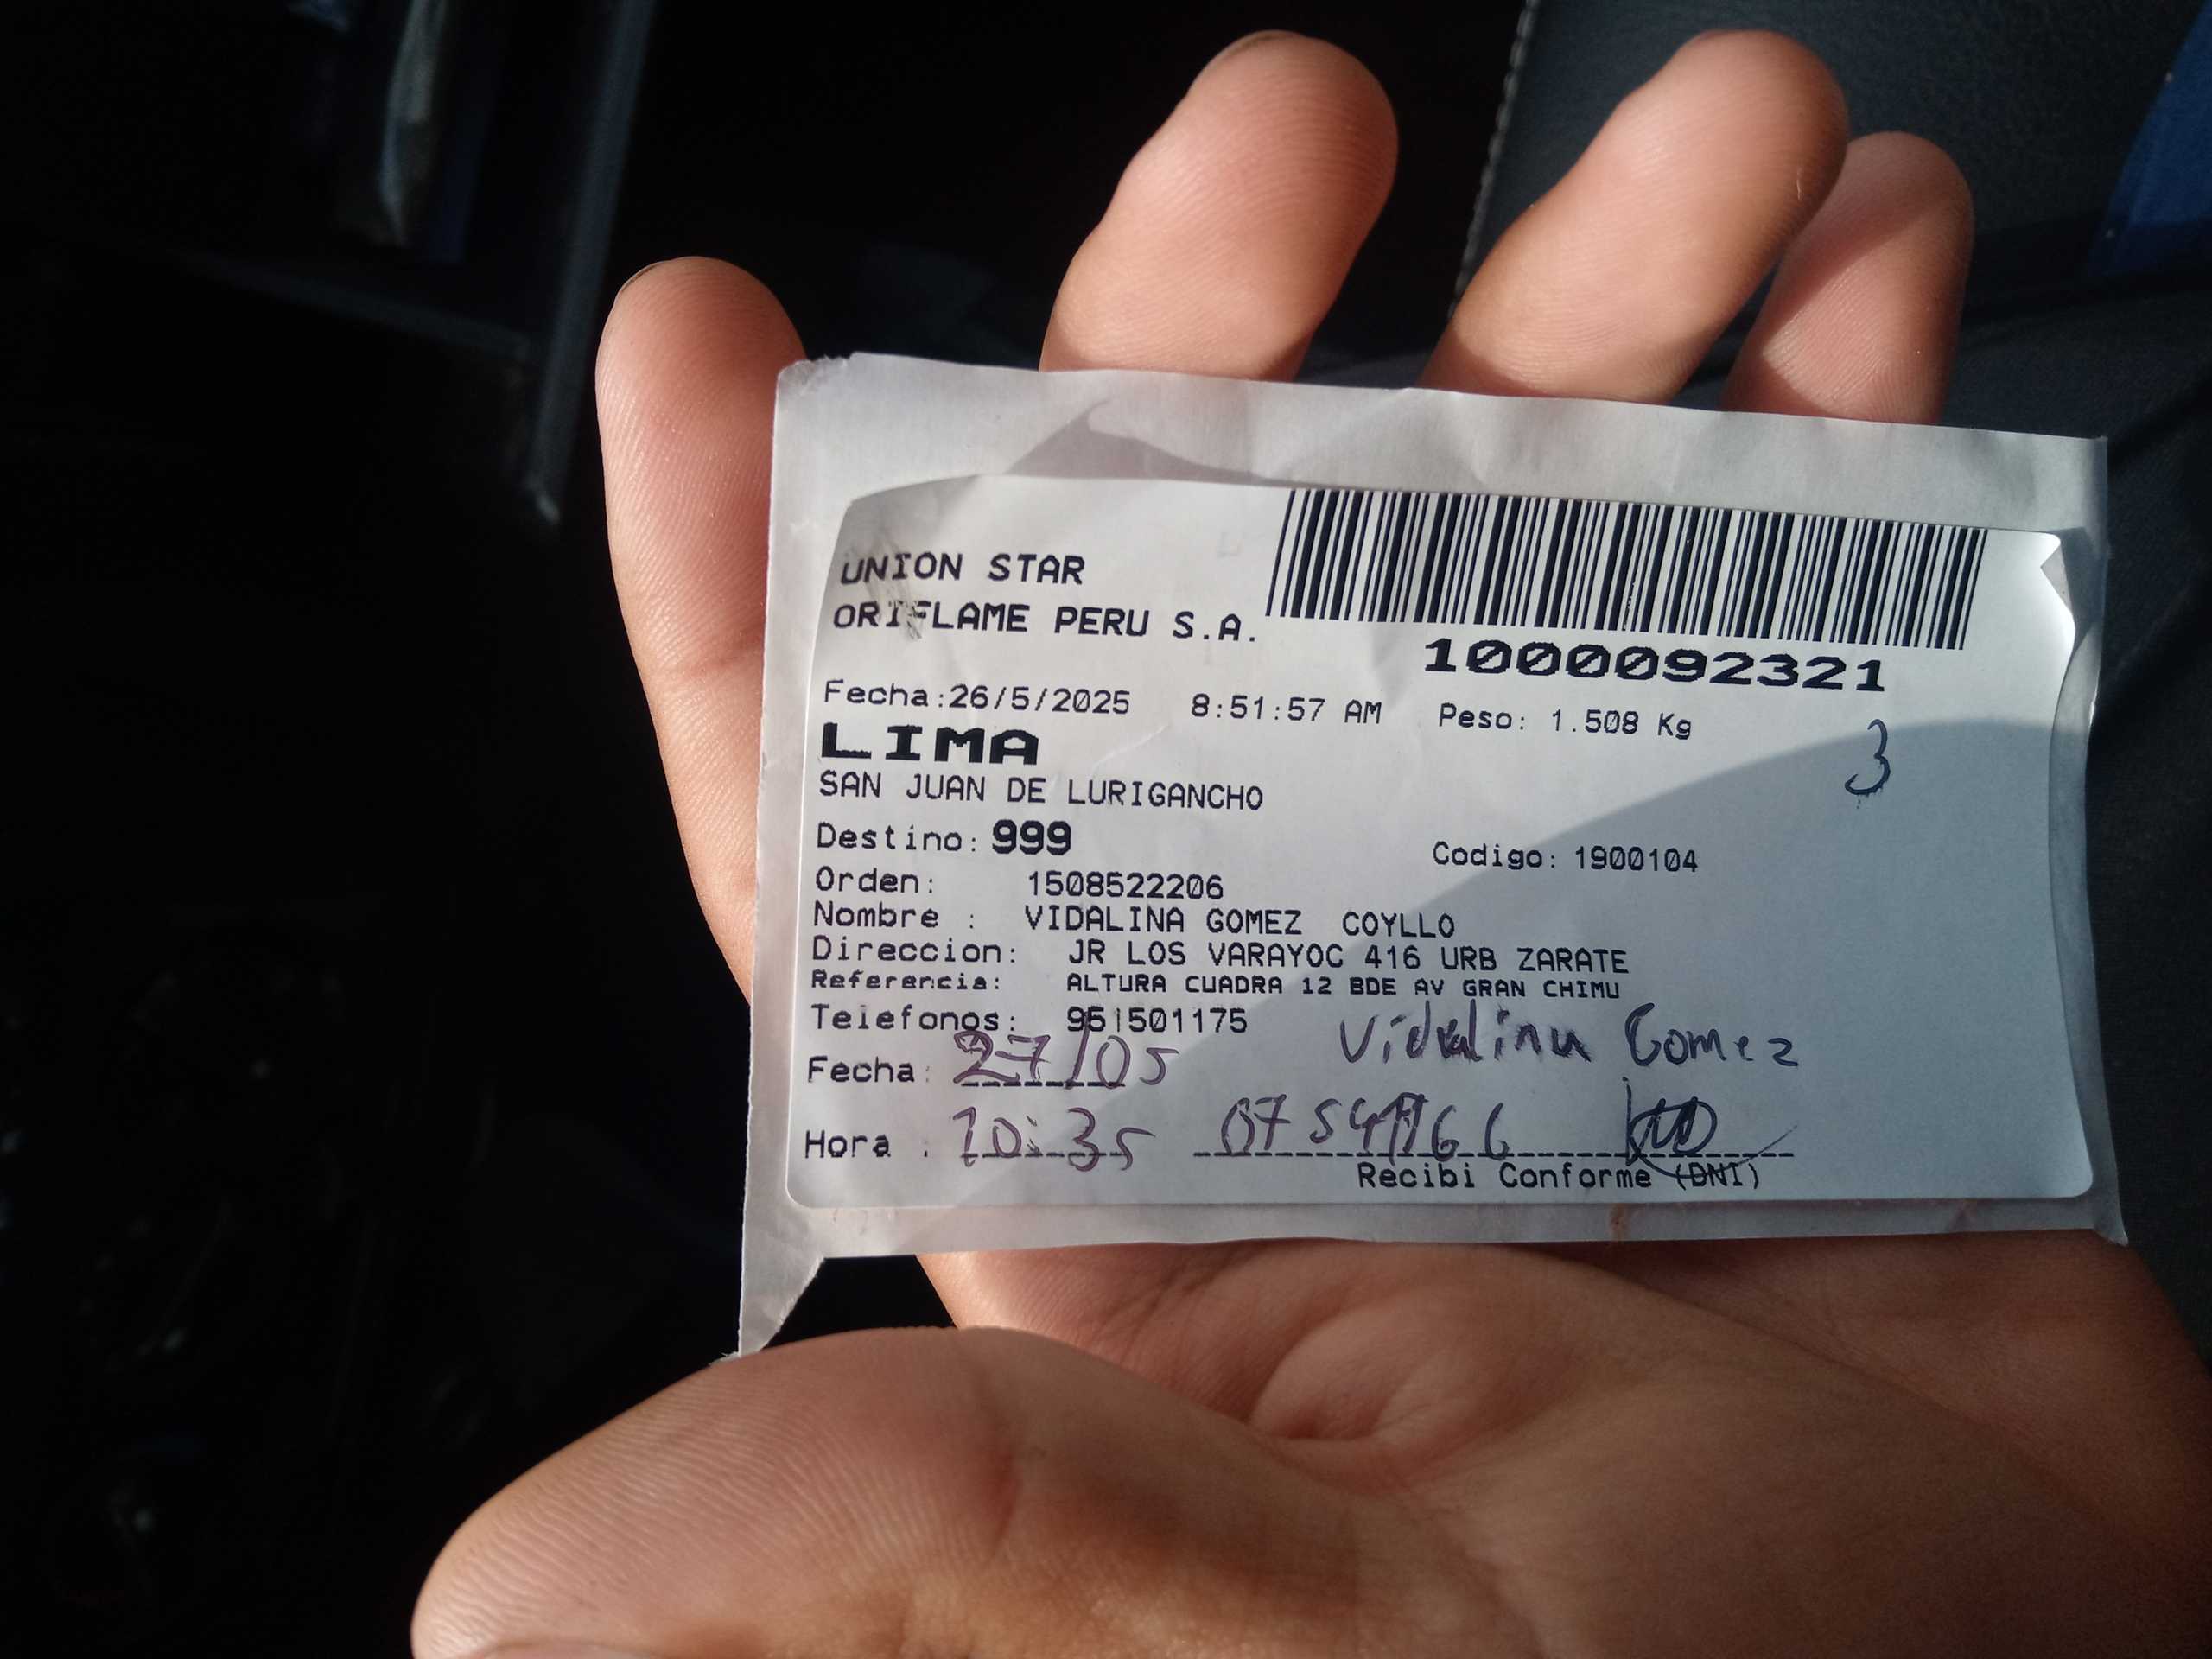 UNION STAR
ORIFLAME PERU S.A.
1000092321
Fecha:26/5/2025 8:51:57 AM Peso: 1.508 Kg
LIMA
3
SAN JUAN DE LURIGANCHO
Destino: 999 Codigo: 1900104
Orden: 1508522206
Nombre : VIDALINA GOMEZ COYLLO
Direccion: JR LOS VARAYOC 416 URB ZARATE
Referencia: ALTURA CUADRA 12 BDE AV GRAN CHIMU
Telefonos: 951501175
Vidalina Gomez
Fecha: 27/05
Hora : 10:35
Recibi Conforme (DNI)